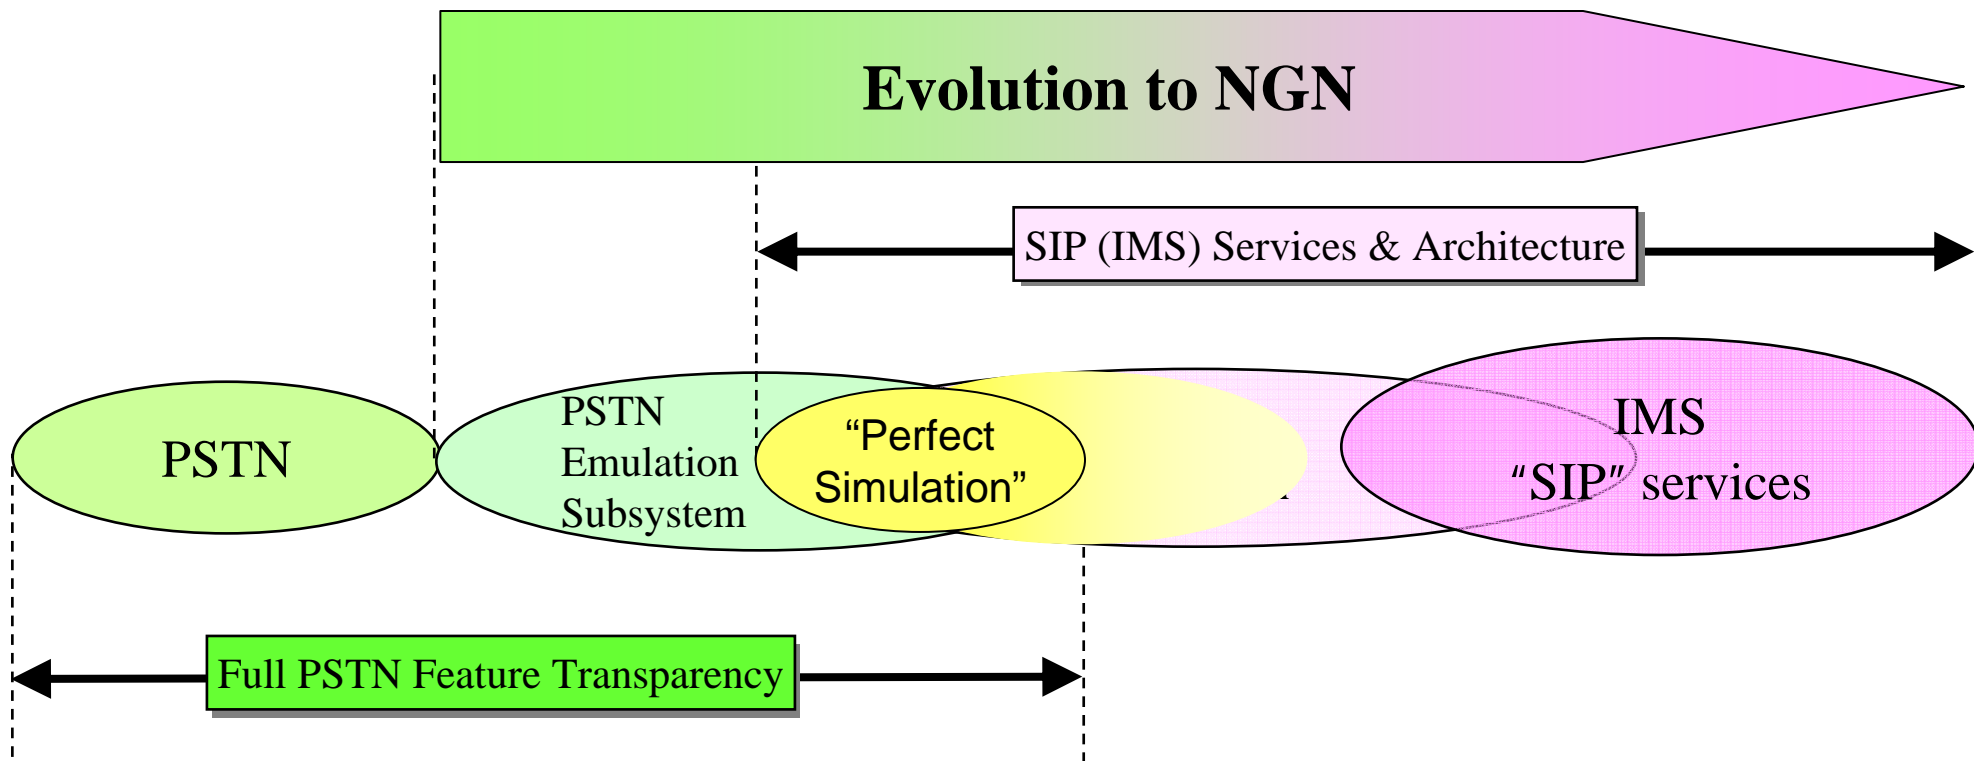 Evolution to NGN
SIP (IMS) Services & Architecture
PSTN
PSTN
Emulation
Subsystem
“Perfect
Simulation”
IMS
“SIP” services
Full PSTN Feature Transparency